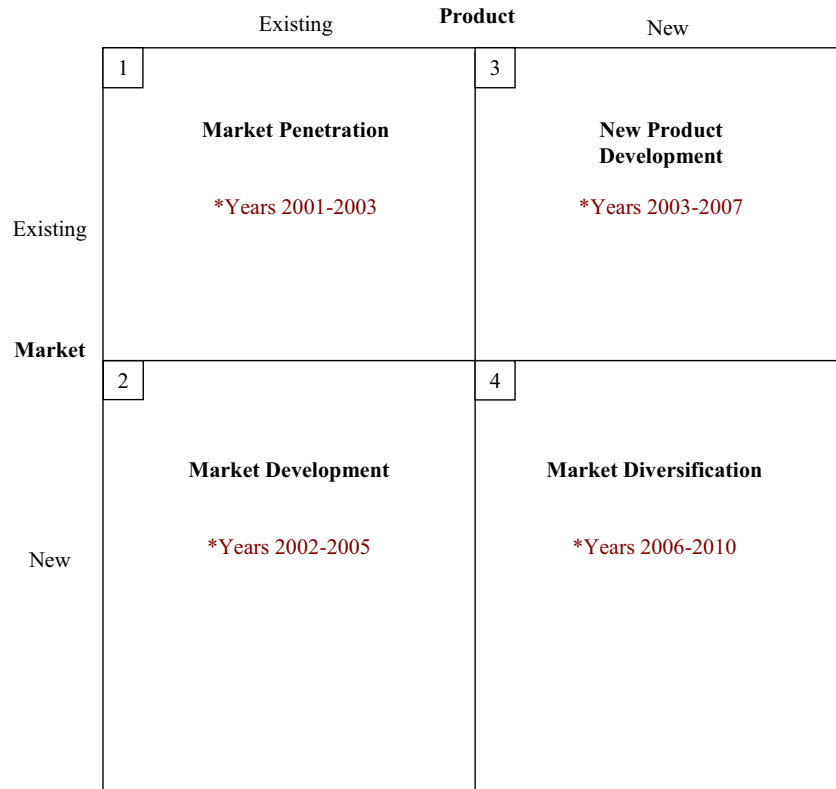 Product
Existing
New
1
3
Market Penetration
New Product
Development
*Years 2001-2003
*Years 2003-2007
Existing
Market
2
4
Market Development
Market Diversification
*Years 2002-2005
*Years 2006-2010
New